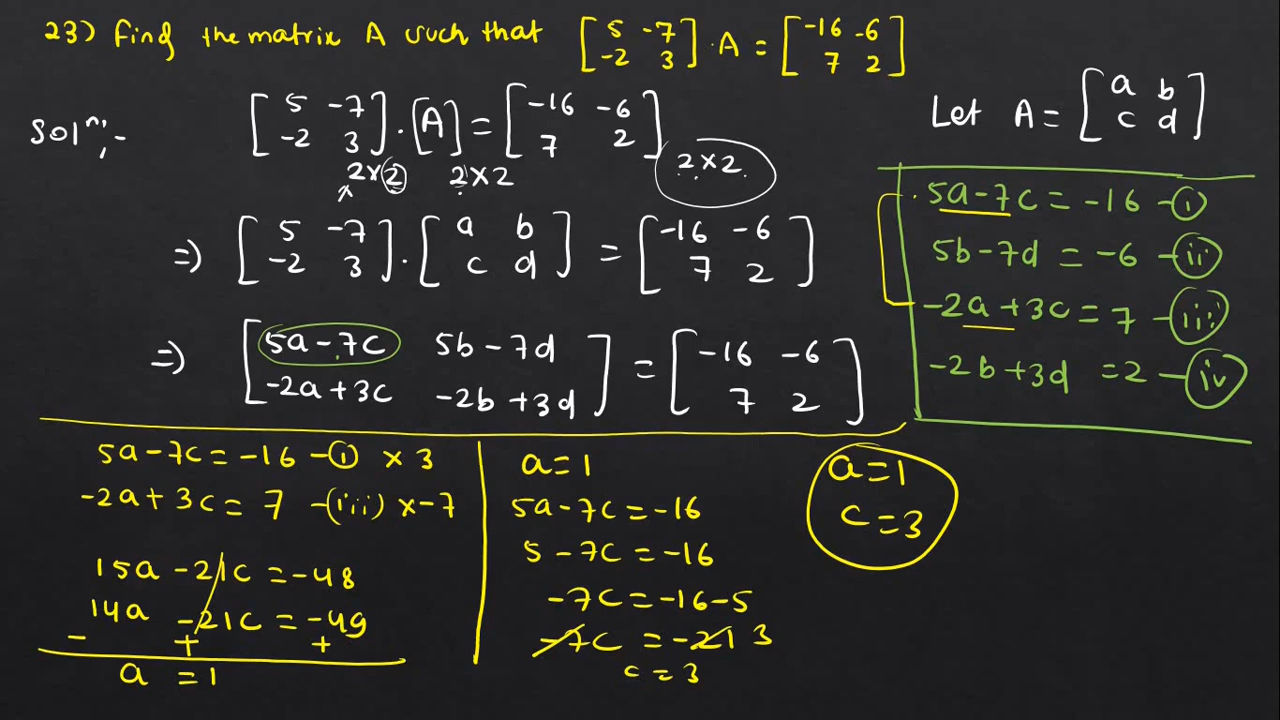 23) Find the matrix A such that [5 -7 -2 3] · A = [-16 -6 7 2]
Solⁿ;- [5 -7 -2 3] · [A] = [-16 -6 7 2]
2×2 2×2 2×2
Let A = [a b c d]
=) [5 -7 -2 3] · [a b c d] = [-16 -6 7 2]
=) [5a-7c 5b-7d -2a+3c -2b+3d] = [-16 -6 7 2]
5a-7c = -16 -(i)
5b-7d = -6 -(ii)
-2a+3c = 7 -(iii)
-2b+3d = 2 -(iv)
5a-7c = -16 -(i) × 3
-2a+3c = 7 -(iii) ×-7
15a -21c = -48
14a -21c = -49
- + +
a = 1
a=1
5a-7c = -16
5 -7c = -16
-7c = -16-5
-7c = -21 3
c = 3
a=1
c=3